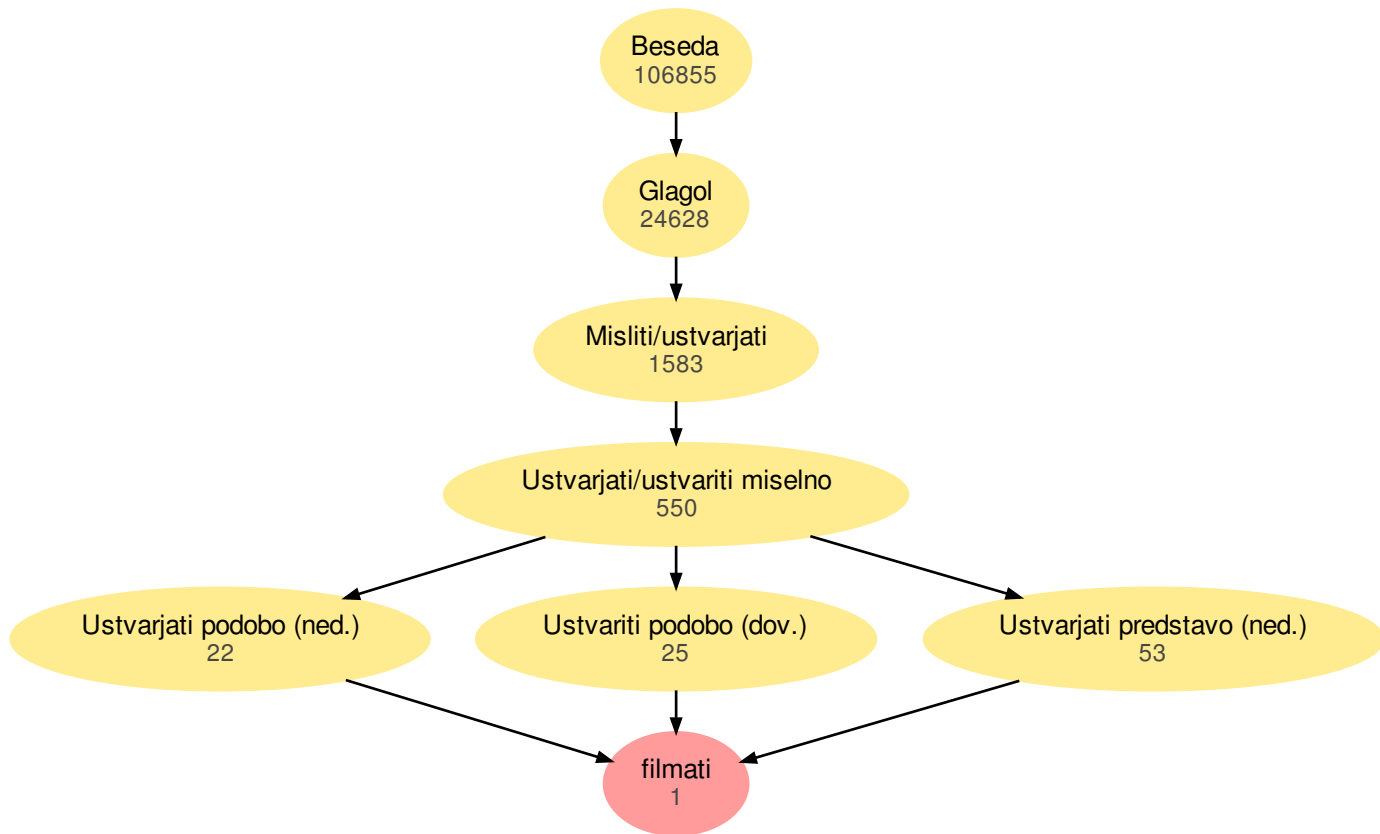 Beseda
106855
Glagol
24628
Misliti/ustvarjati
1583
Ustvarjati/ustvariti miselno
550
Ustvarjati podobo (ned.)
22
Ustvariti podobo (dov.)
25
Ustvarjati predstavo (ned.)
53
filmati
1